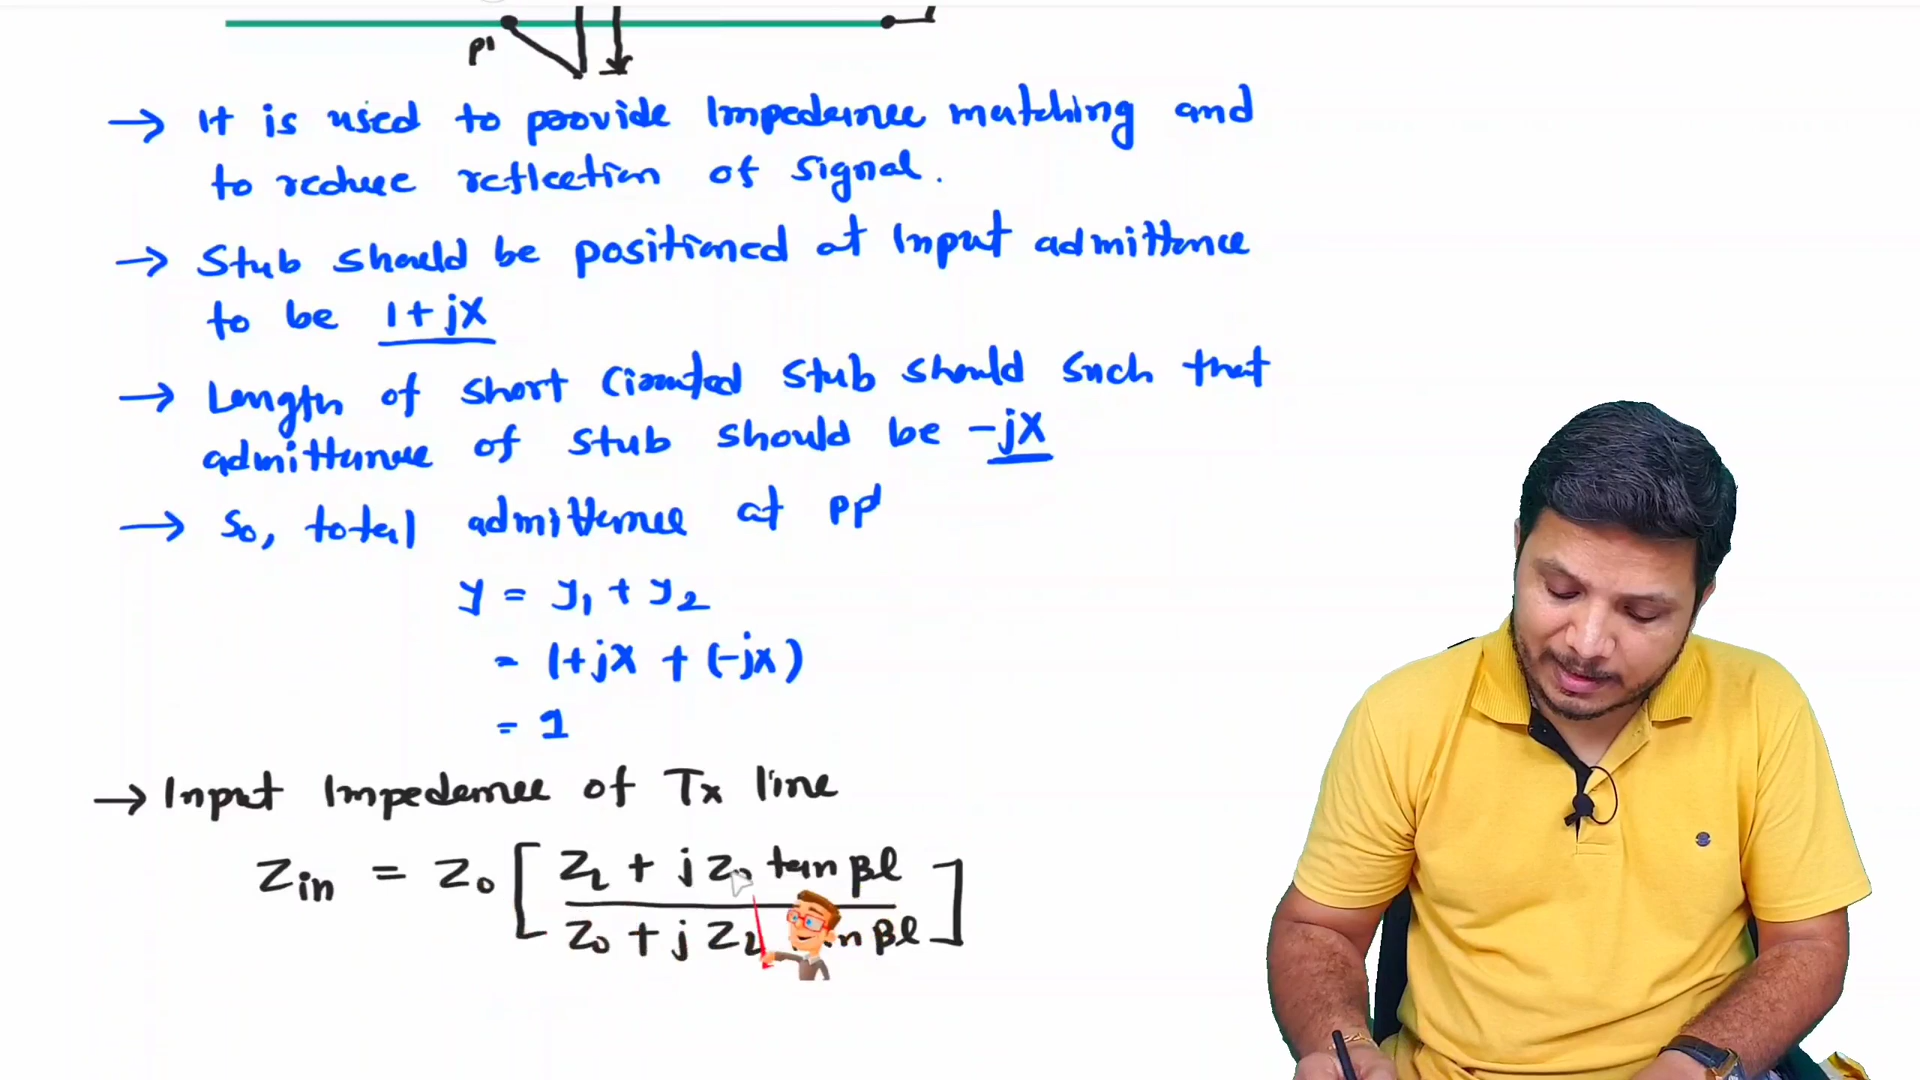 P'
→ It is used to provide Impedance matching and
to reduce reflection of signal.
→ Stub should be positioned at Input admittance
to be 1+jX
→ Length of short Circuited Stub should such that
admittance of stub should be -jX
→ So, total admittance at PP'
y = y₁ + y₂
= 1+jX + (-jX)
= 1
→ Input Impedance of Tx line
Zin = Z₀ [ ZL + j Z₀ tan βl
Z₀ + j ZL tan βl ]